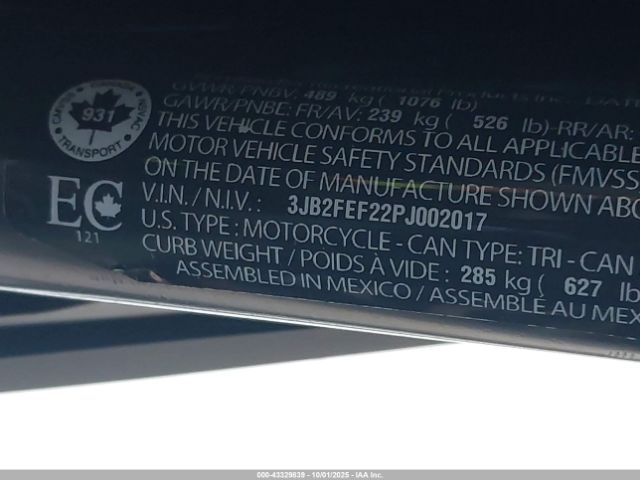 Products Inc.
GVWR/PNBV: 489 kg ( 1076 lb)
GAWR/PNBE: FR/AV: 239 kg ( 526 lb)-RR/AR:
THIS VEHICLE CONFORMS TO ALL APPLICABLE
MOTOR VEHICLE SAFETY STANDARDS (FMVSS
ON THE DATE OF MANUFACTURE SHOWN ABO
V.I.N. / N.I.V.: 3JB2FEF22PJ002017
U.S. TYPE : MOTORCYCLE - CAN TYPE: TRI - CAN
CURB WEIGHT / POIDS À VIDE : 285 kg ( 627 lb
ASSEMBLED IN MEXICO / ASSEMBLÉ AU MEX
931
TRANSPORT
EC
121
000-43329839 - 10/01/2025 - IAA Inc.